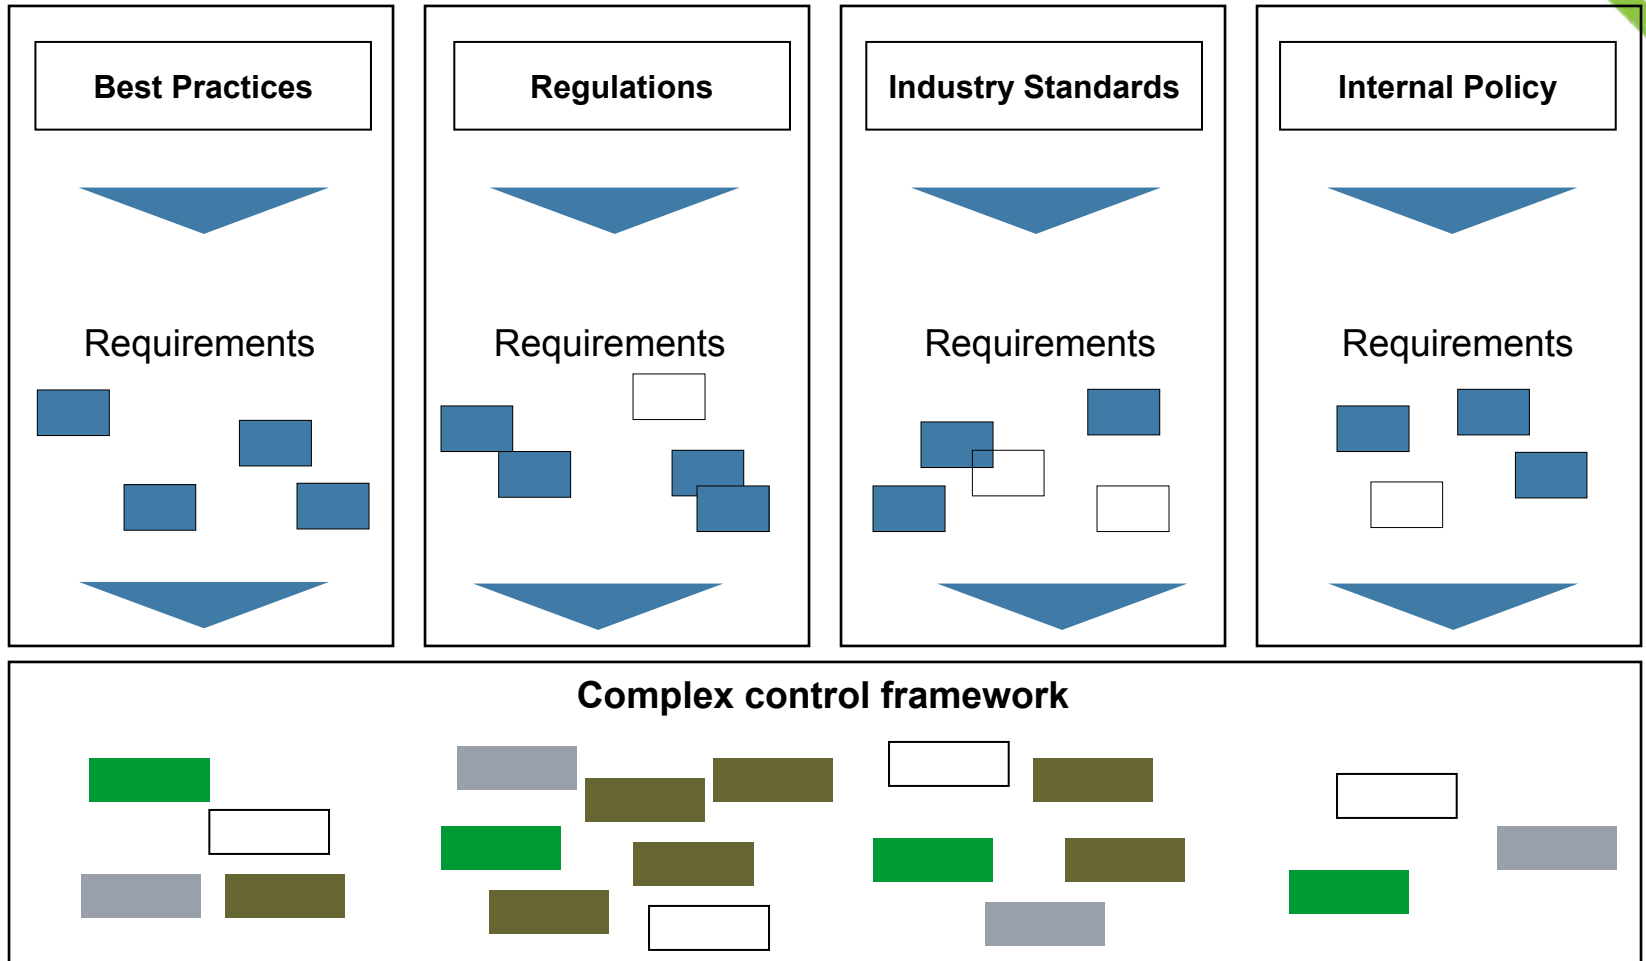 Best Practices
Regulations
Industry Standards
Internal Policy
Requirements
Requirements
Requirements
Requirements
Complex control framework